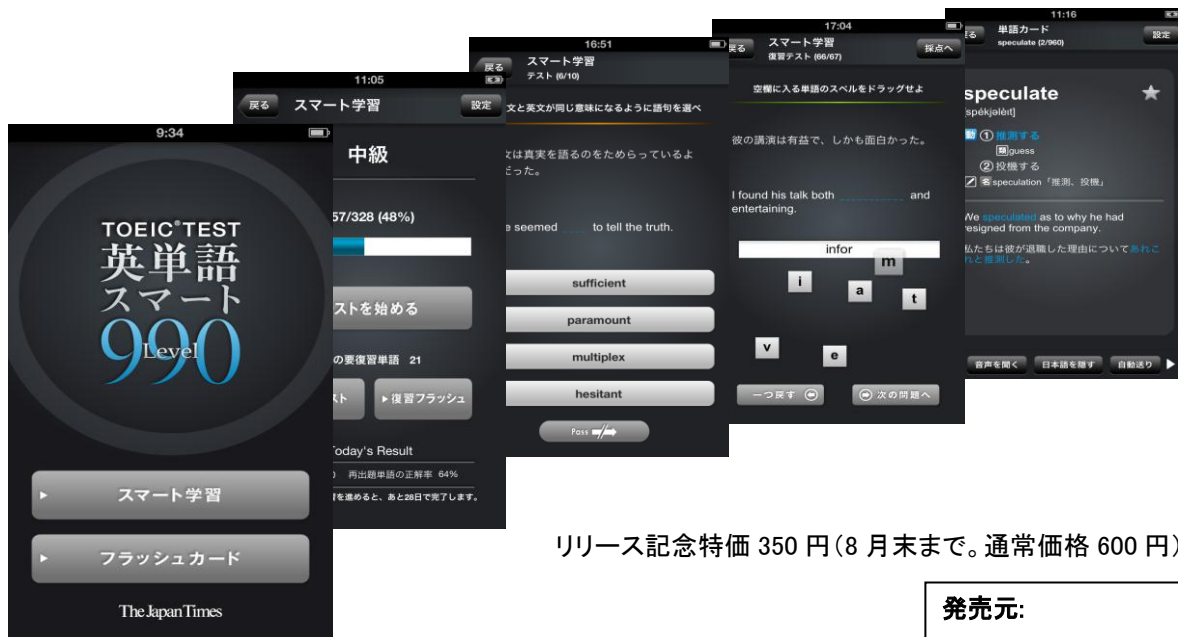 9:34
TOEIC®TEST
英単語
スマート
990
Level
スマート学習
フラッシュカード
The Japan Times
11:05
戻る
スマート学習
設定
中級
57/328 (48%)
ストを始める
の要復習単語 21
スト
復習フラッシュ
Today's Result
再出題単語の正解率 64%
を進めると、あと28日で完了します。
16:51
戻る
スマート学習
テスト (6/10)
文と英文が同じ意味になるように語句を選べ
は真実を語るのをためらっているよ
だった。
e seemed ____ to tell the truth.
sufficient
paramount
multiplex
hesitant
Pass
17:04
戻る
スマート学習
復習テスト (66/67)
採点へ
空欄に入る単語のスペルをドラッグせよ
彼の講演は有益で、しかも面白かった。
I found his talk both __________ and
entertaining.
infor
m
i
a
t
v
e
一つ戻す
次の問題へ
11:16
戻る
単語カード
speculate (2/960)
設定
speculate
[spékjəlèit]
動 ① 推測する
類guess
② 投機する
名 speculation「推測、投機」
We speculated as to why he had
resigned from the company.
私たちは彼が退職した理由についてあれこ
れと推測した。
音声を聞く
日本語を隠す
自動送り
リリース記念特価 350 円（8 月末まで。通常価格 600 円）
発売元: